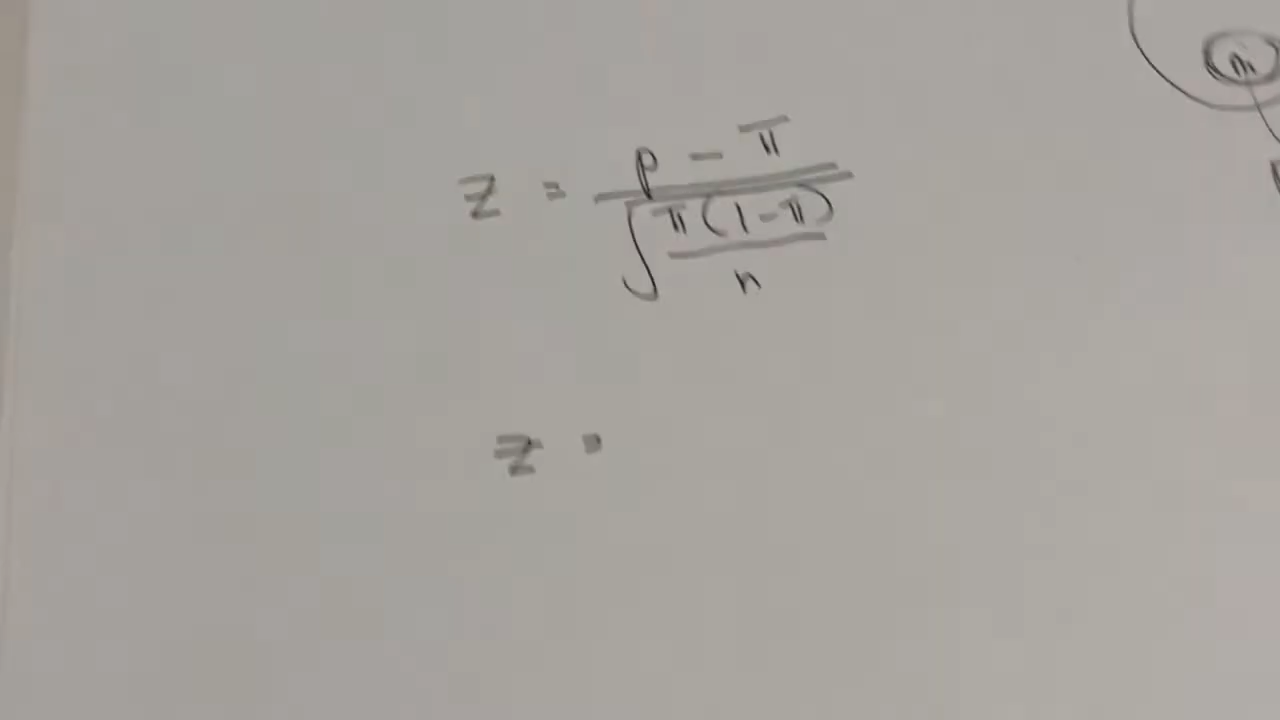 z = p - π / √(π(1-π) / n)
z =
n